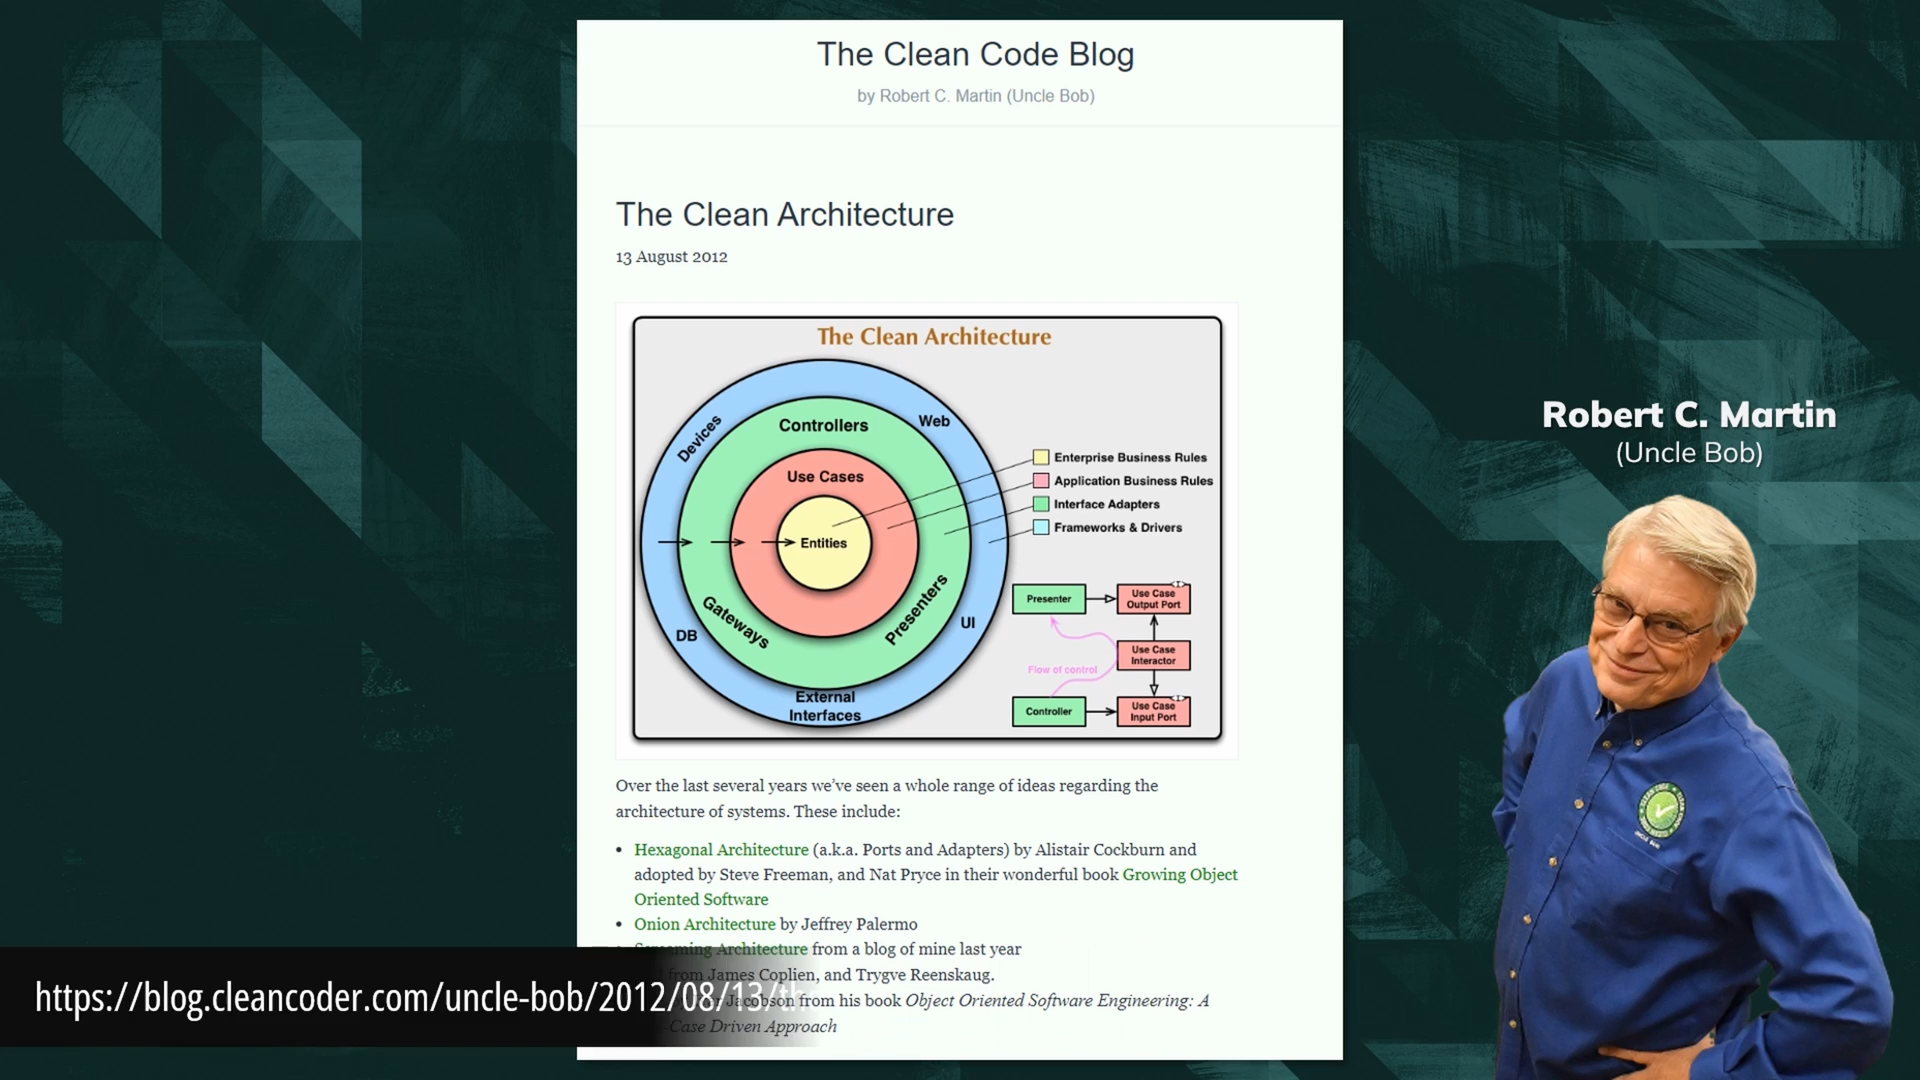 The Clean Code Blog
by Robert C. Martin (Uncle Bob)
The Clean Architecture
13 August 2012
The Clean Architecture
Devices
Controllers
Web
Use Cases
Entities
Gateways
Presenters
DB
UI
External
Interfaces
Enterprise Business Rules
Application Business Rules
Interface Adapters
Frameworks & Drivers
Presenter
Use Case
Output Port
Use Case
Interactor
Flow of control
Controller
Use Case
Input Port
Over the last several years we’ve seen a whole range of ideas regarding the
architecture of systems. These include:
• Hexagonal Architecture (a.k.a. Ports and Adapters) by Alistair Cockburn and
adopted by Steve Freeman, and Nat Pryce in their wonderful book Growing Object
Oriented Software
• Onion Architecture by Jeffrey Palermo
• Screaming Architecture from a blog of mine last year
from James Coplien, and Trygve Reenskaug.
Jacobson from his book Object Oriented Software Engineering: A
Case Driven Approach
https://blog.cleancoder.com/uncle-bob/2012/08/13/th
Robert C. Martin
(Uncle Bob)